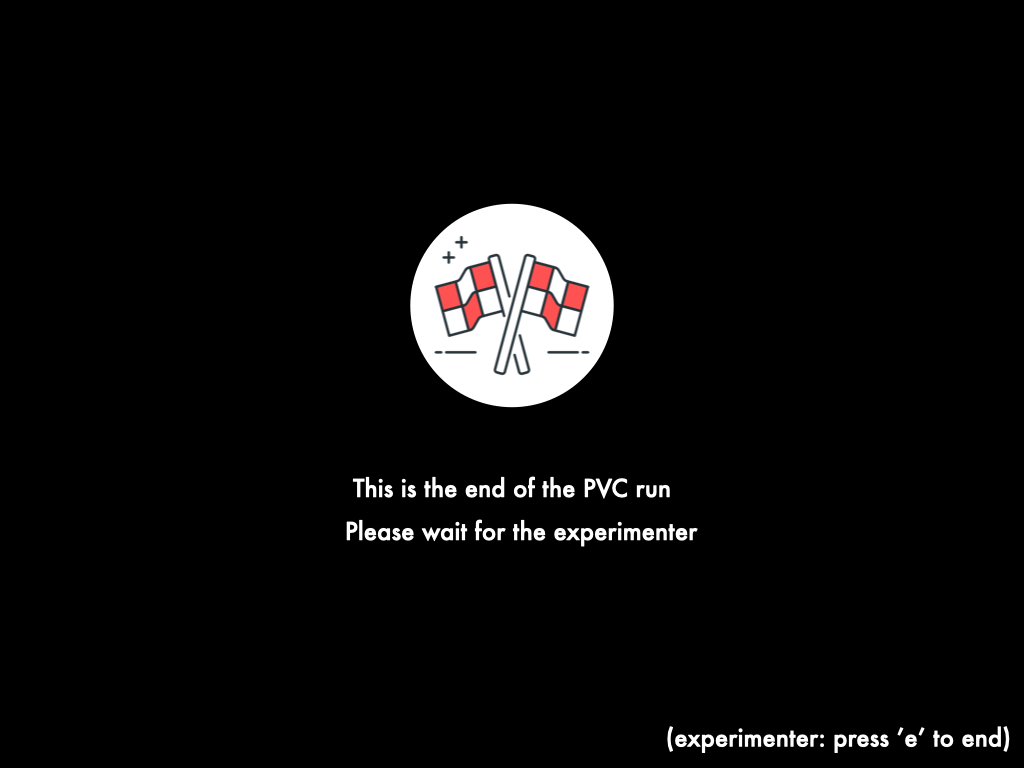 This is the end of the PVC run
Please wait for the experimenter
(experimenter: press 'e' to end)